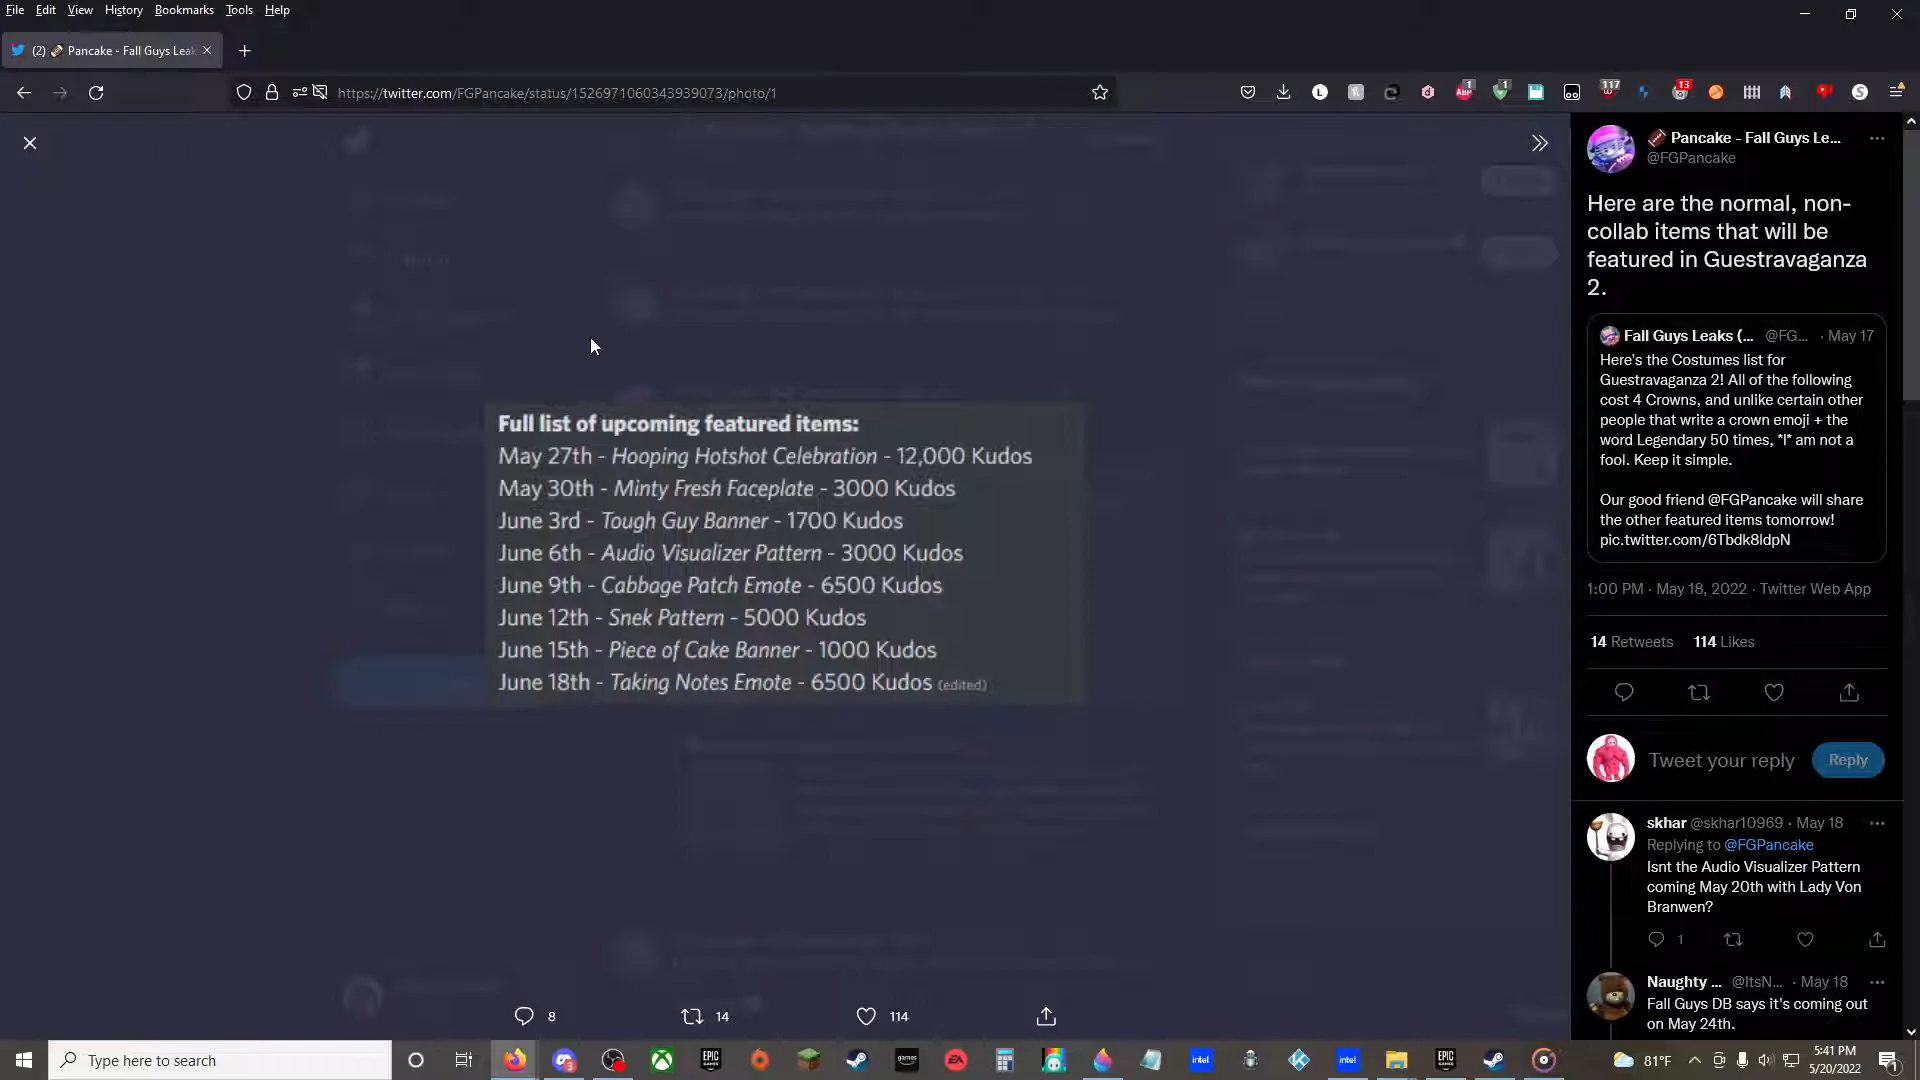 File Edit View History Bookmarks Tools Help
(2) 🏈 Pancake - Fall Guys Leak
https://twitter.com/FGPancake/status/1526971060343939073/photo/1
1
1
117
13
Full list of upcoming featured items:
May 27th - Hooping Hotshot Celebration - 12,000 Kudos
May 30th - Minty Fresh Faceplate - 3000 Kudos
June 3rd - Tough Guy Banner - 1700 Kudos
June 6th - Audio Visualizer Pattern - 3000 Kudos
June 9th - Cabbage Patch Emote - 6500 Kudos
June 12th - Snek Pattern - 5000 Kudos
June 15th - Piece of Cake Banner - 1000 Kudos
June 18th - Taking Notes Emote - 6500 Kudos (edited)
8 14 114
🏈 Pancake - Fall Guys Le...
@FGPancake
Here are the normal, non-
collab items that will be
featured in Guestravaganza
2.
Fall Guys Leaks (... @FG... · May 17
Here's the Costumes list for
Guestravaganza 2! All of the following
cost 4 Crowns, and unlike certain other
people that write a crown emoji + the
word Legendary 50 times, *I* am not a
fool. Keep it simple.
Our good friend @FGPancake will share
the other featured items tomorrow!
pic.twitter.com/6Tbdk8ldpN
1:00 PM · May 18, 2022 · Twitter Web App
14 Retweets 114 Likes
Tweet your reply Reply
skhar @skhar10969 · May 18
Replying to @FGPancake
Isnt the Audio Visualizer Pattern
coming May 20th with Lady Von
Branwen?
1
Naughty ... @ItsN... · May 18
Fall Guys DB says it's coming out
on May 24th.
Type here to search
81°F
5:41 PM
5/20/2022